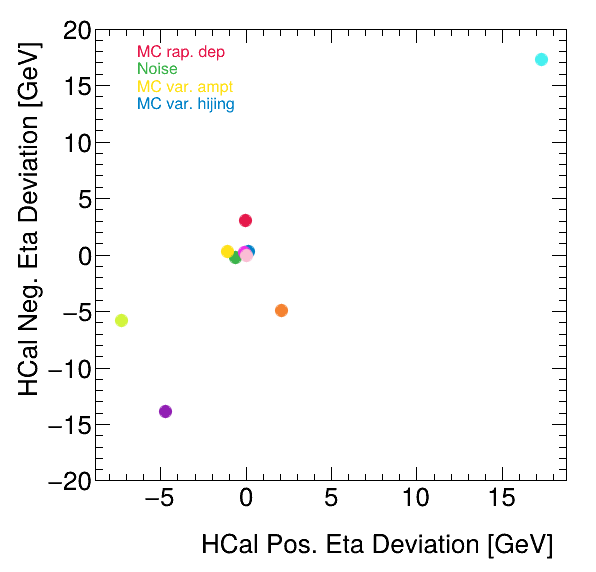 20
15
10
5
0
−5
−10
−15
−20
HCal Neg. Eta Deviation [GeV]
MC rap. dep
Noise
MC var. ampt
MC var. hijing
−5
0
5
10
15
HCal Pos. Eta Deviation [GeV]